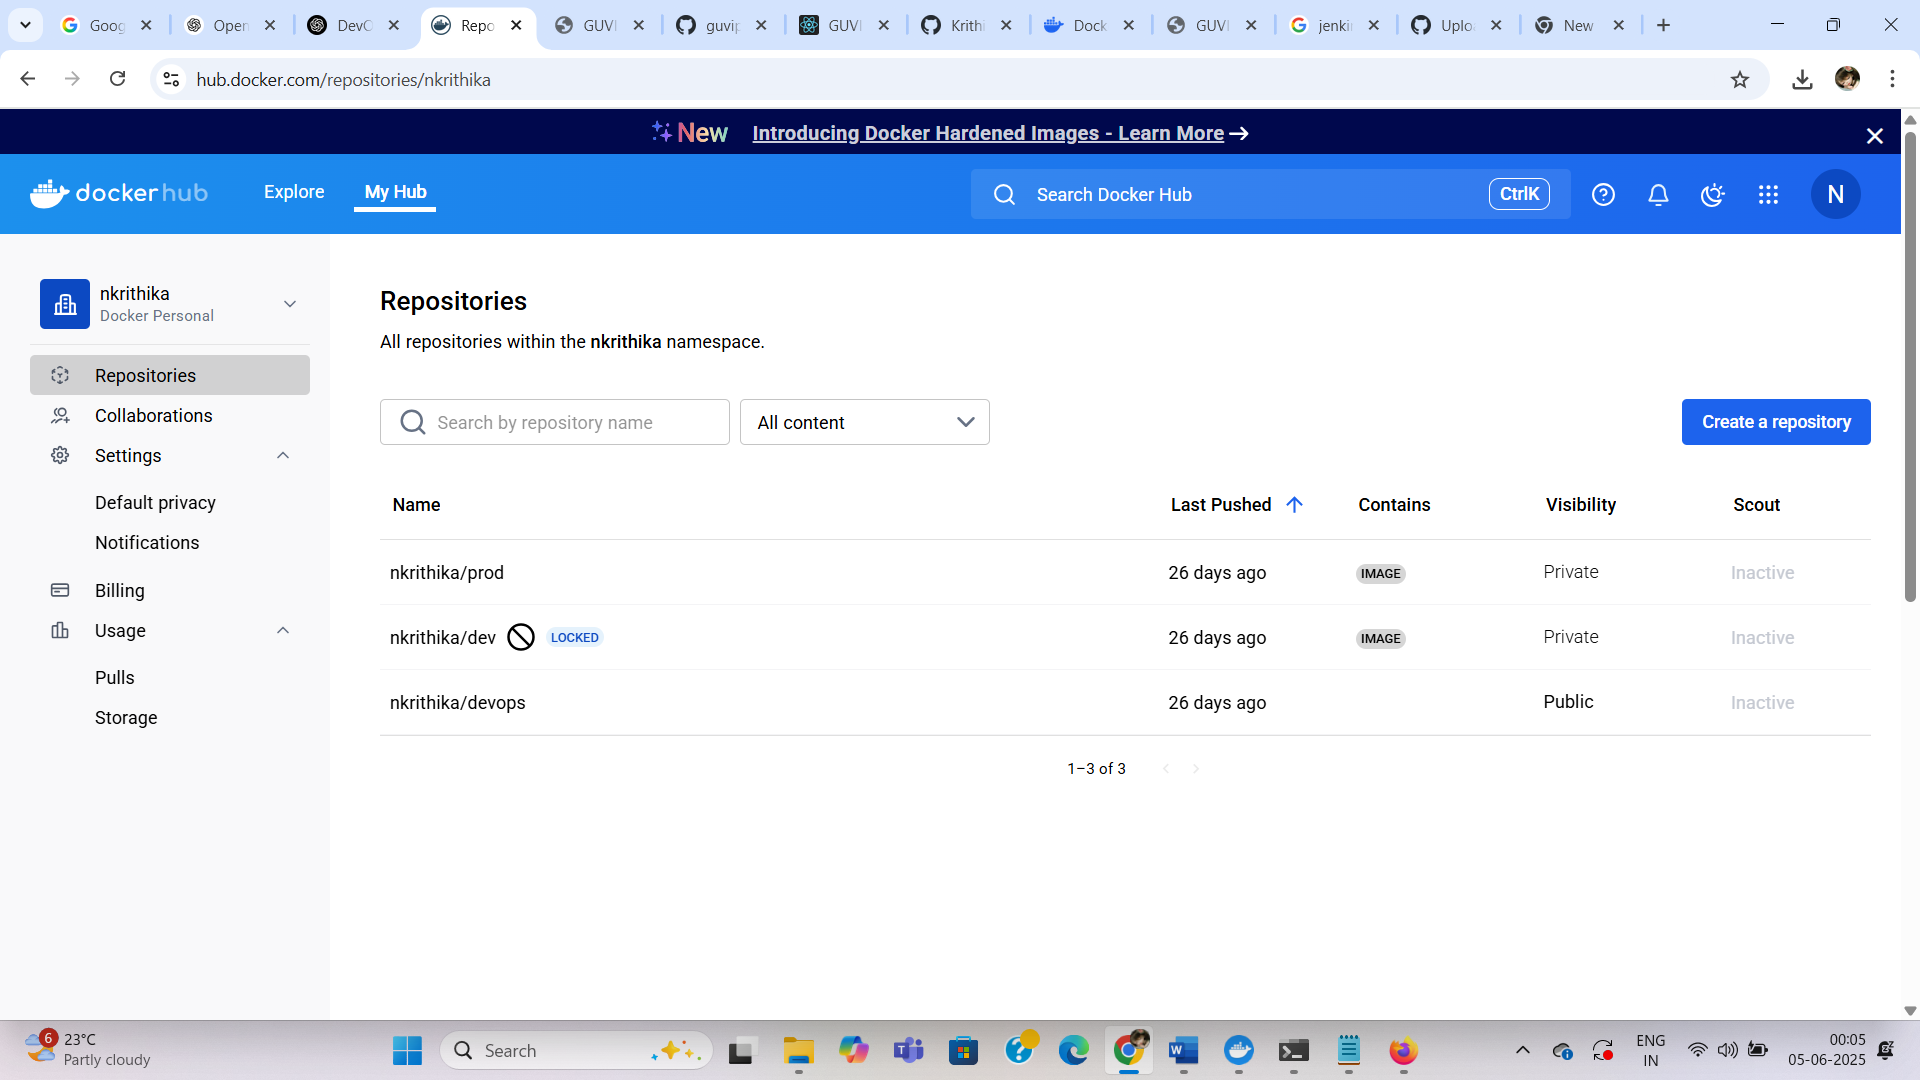 Goog
Open
DevO
Repo
GUVI
guvip
GUVI
Krithi
Dock
GUVI
jenki
Uplo
New
hub.docker.com/repositories/nkrithika
New Introducing Docker Hardened Images - Learn More
docker hub
Explore
My Hub
Search Docker Hub
CtrlK
N
nkrithika
Docker Personal
Repositories
Collaborations
Settings
Default privacy
Notifications
Billing
Usage
Pulls
Storage
Repositories
All repositories within the nkrithika namespace.
Search by repository name
All content
Create a repository
Name Last Pushed Contains Visibility Scout
nkrithika/prod 26 days ago IMAGE Private Inactive
nkrithika/dev LOCKED 26 days ago IMAGE Private Inactive
nkrithika/devops 26 days ago Public Inactive
1–3 of 3
6
23°C
Partly cloudy
Search
ENG
IN
00:05
05-06-2025